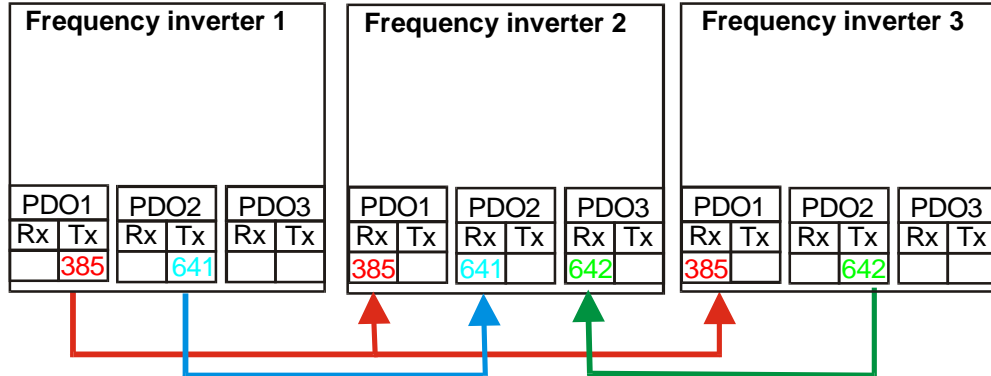 Frequency inverter 1
PDO1 PDO2 PDO3
Rx Tx Rx Tx Rx Tx
385 641
Frequency inverter 2
PDO1 PDO2 PDO3
Rx Tx Rx Tx Rx Tx
385 641 642
Frequency inverter 3
PDO1 PDO2 PDO3
Rx Tx Rx Tx Rx Tx
385 642